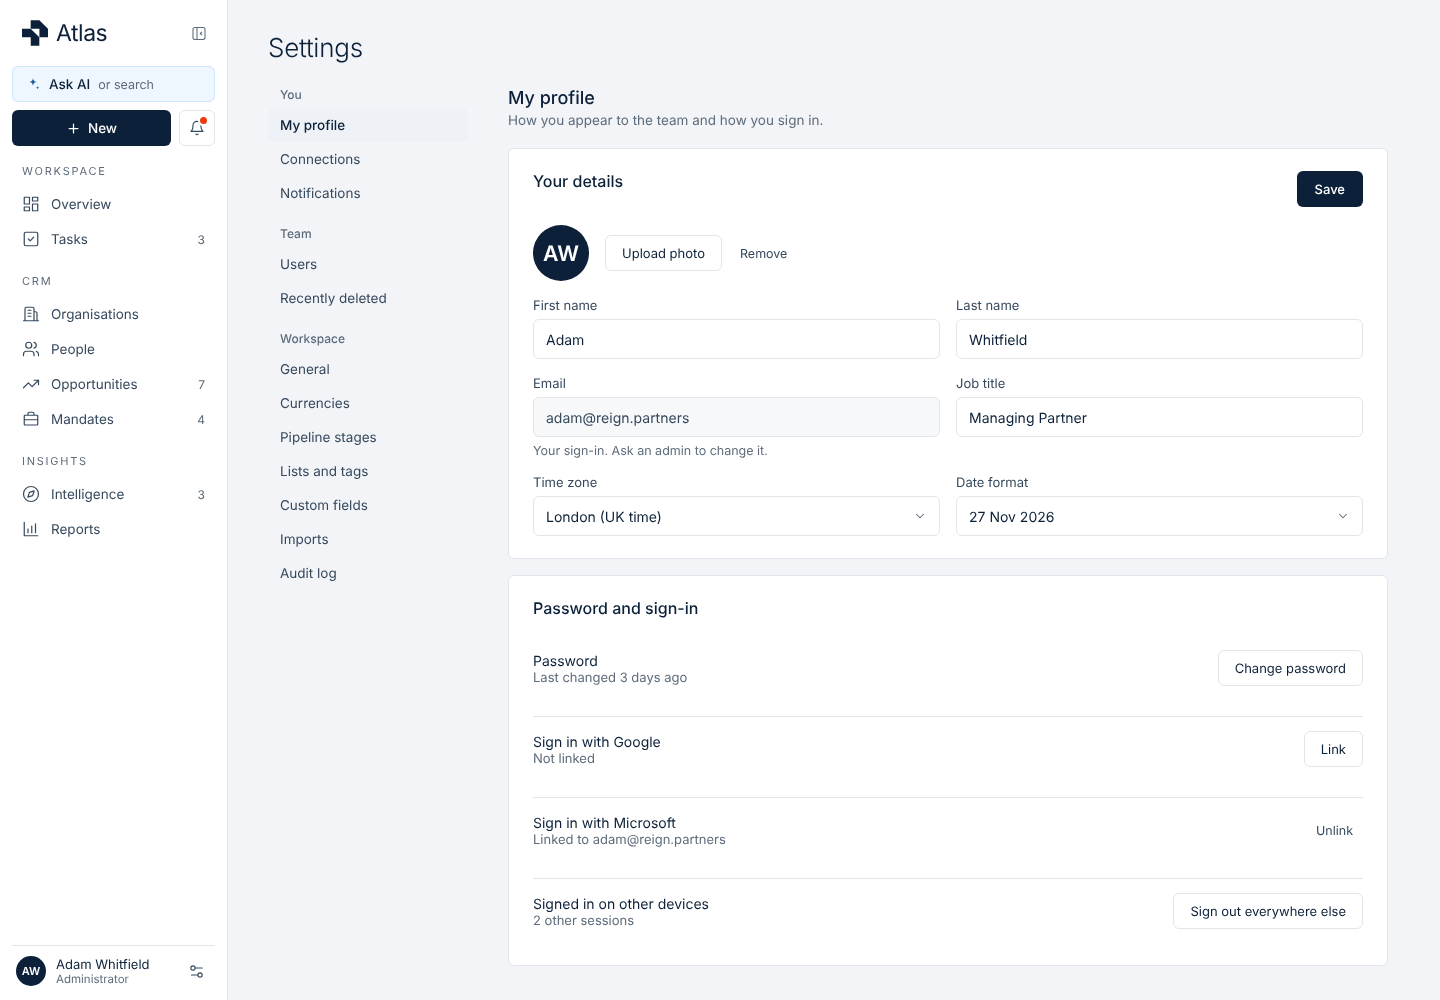 Atlas
Ask AI or search
New
WORKSPACE
Overview
Tasks 3
CRM
Organisations
People
Opportunities 7
Mandates 4
INSIGHTS
Intelligence 3
Reports
AW
Adam Whitfield
Administrator
Settings
You
My profile
Connections
Notifications
Team
Users
Recently deleted
Workspace
General
Currencies
Pipeline stages
Lists and tags
Custom fields
Imports
Audit log
My profile
How you appear to the team and how you sign in.
Your details
Save
AW
Upload photo
Remove
First name
Adam
Last name
Whitfield
Email
adam@reign.partners
Your sign-in. Ask an admin to change it.
Job title
Managing Partner
Time zone
London (UK time)
Date format
27 Nov 2026
Password and sign-in
Password
Last changed 3 days ago
Change password
Sign in with Google
Not linked
Link
Sign in with Microsoft
Linked to adam@reign.partners
Unlink
Signed in on other devices
2 other sessions
Sign out everywhere else